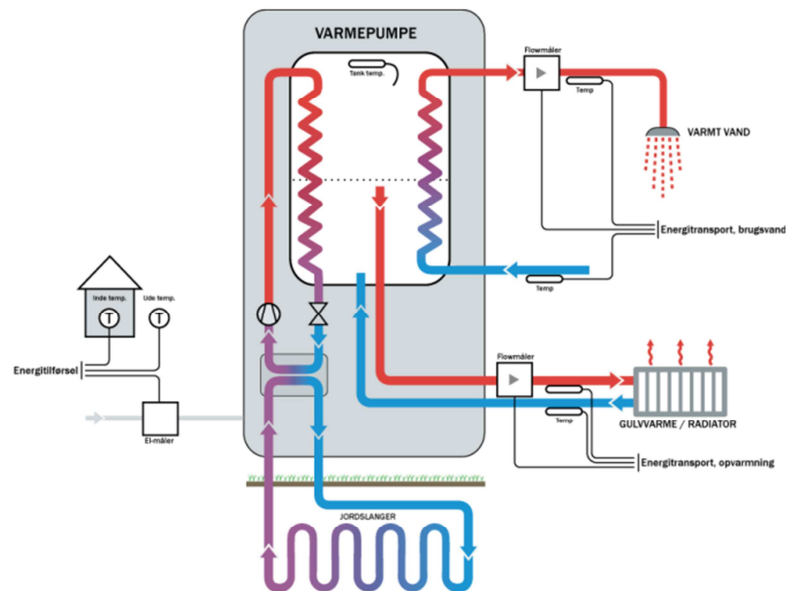 VARMEPUMPE
Tank temp.
Flowmåler
Temp
VARMT VAND
Energitransport, brugsvand
Temp
Inde temp.
Ude temp.
T
T
Energitilførsel
El-måler
Flowmåler
Temp
GULVVARME / RADIATOR
Energitransport, opvarmning
JORDSLANGER